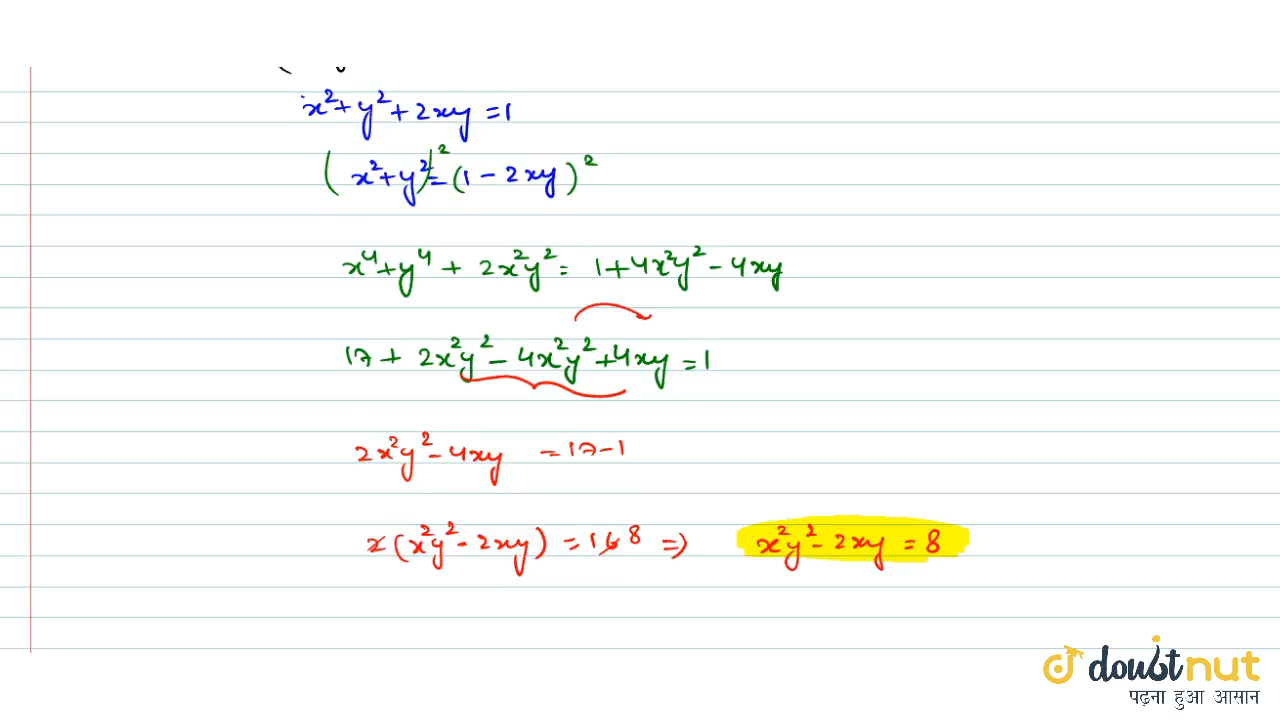 x²+y²+2xy=1
(x²+y²)²=(1-2xy)²
x⁴+y⁴+2x²y²=1+4x²y²-4xy
17+2x²y²-4x²y²+4xy=1
2x²y²-4xy =17-1
2(x²y²-2xy)=16 8 ⇒ x²y²-2xy=8
doubtnut
पढ़ना हुआ आसान